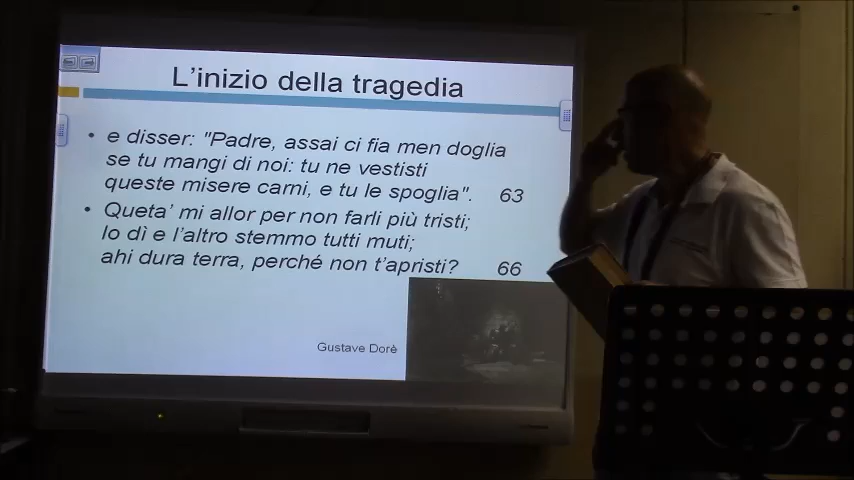 L'inizio della tragedia
• e disser: "Padre, assai ci fia men doglia
se tu mangi di noi: tu ne vestisti
queste misere carni, e tu le spoglia". 63
• Queta' mi allor per non farli più tristi;
lo dì e l'altro stemmo tutti muti;
ahi dura terra, perché non t'apristi? 66
Gustave Dorè